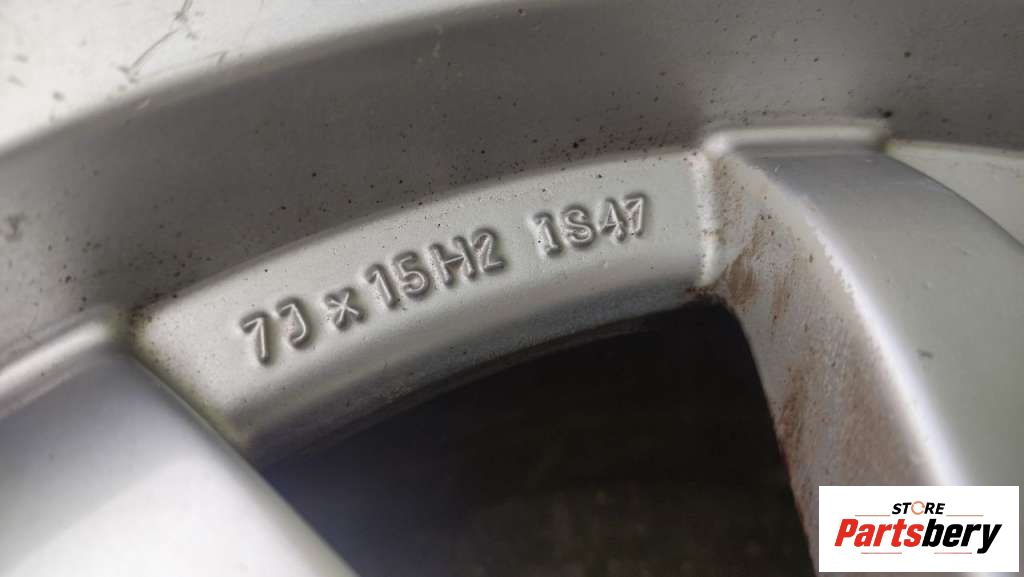 7J x 15H2 IS47
STORE
Partsbery